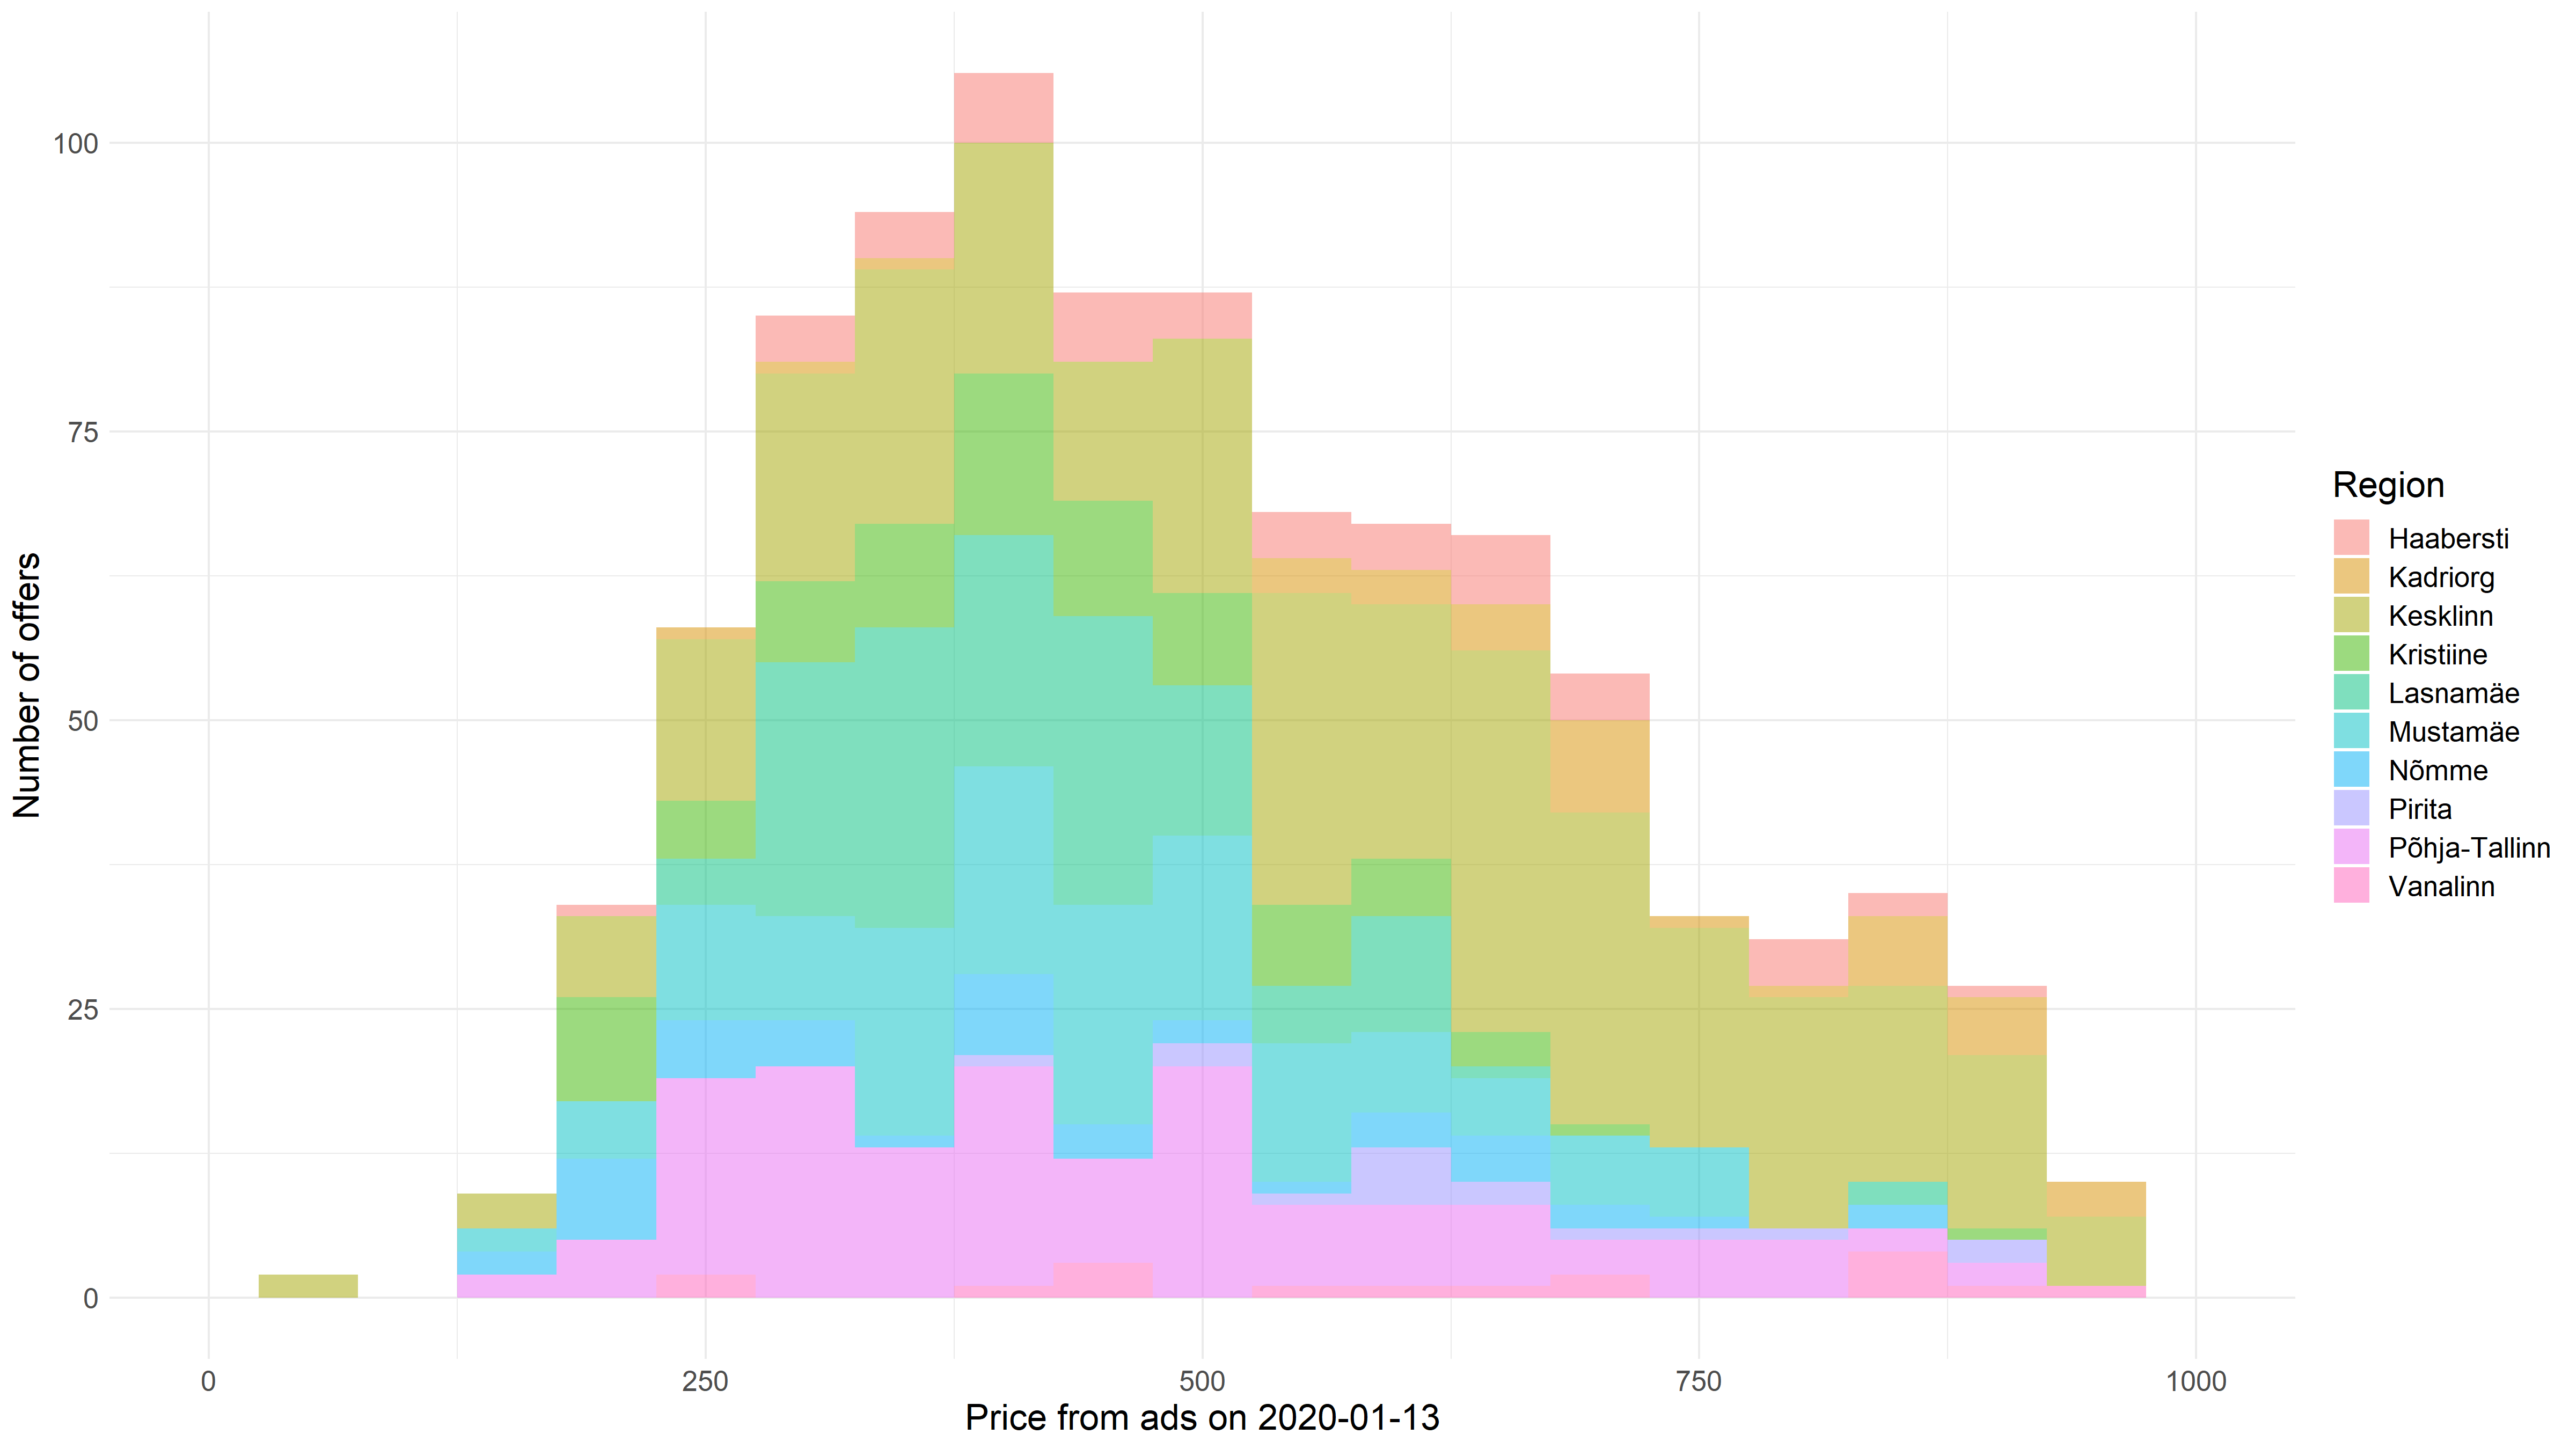 100
75
50
25
0
Number of offers
0 250 500 750 1000
Price from ads on 2020-01-13
Region
Haabersti
Kadriorg
Kesklinn
Kristiine
Lasnamäe
Mustamäe
Nõmme
Pirita
Põhja-Tallinn
Vanalinn